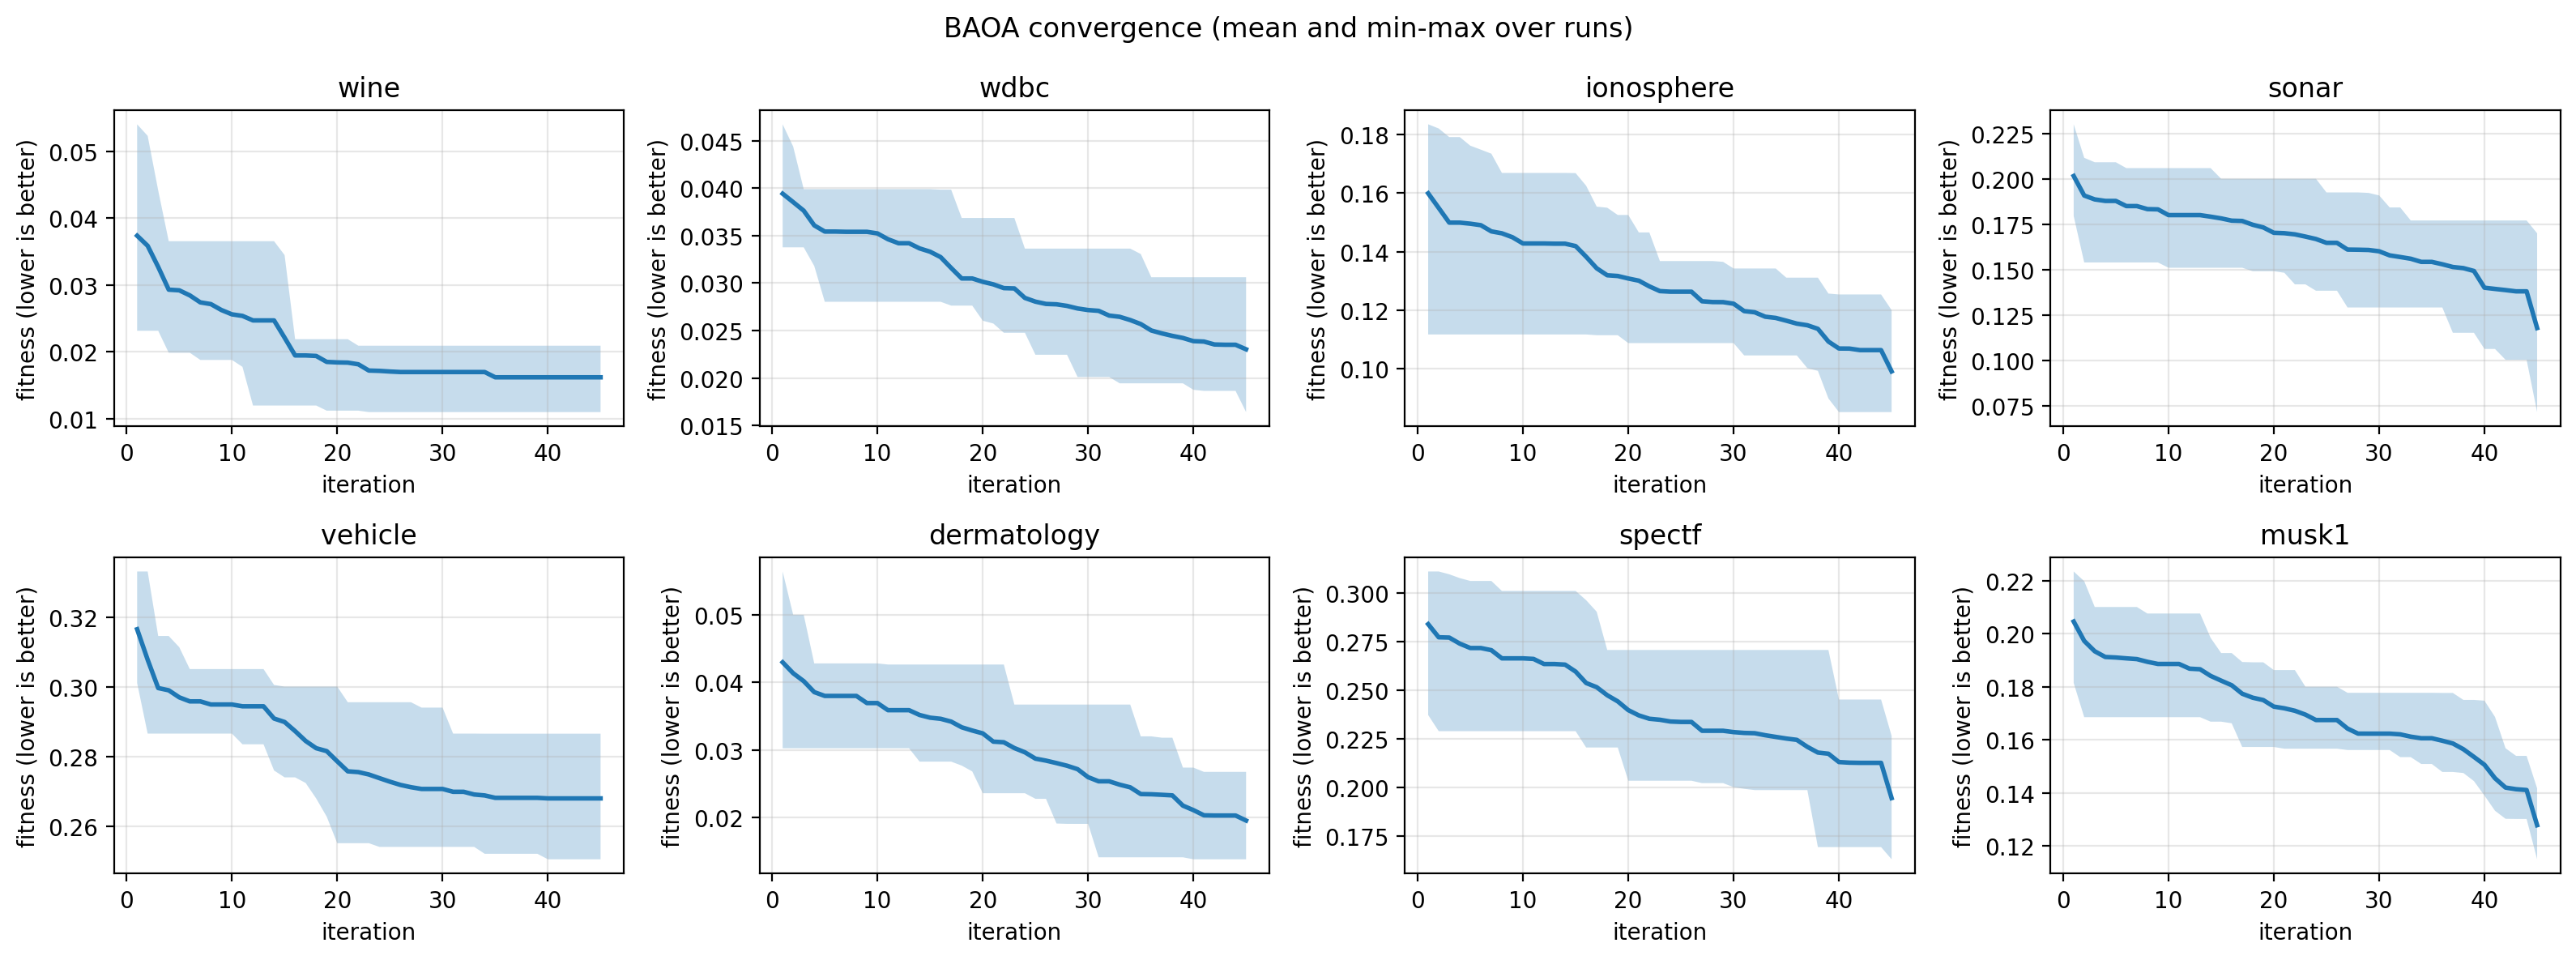 BAOA convergence (mean and min-max over runs)
wine
fitness (lower is better)
0.05
0.04
0.03
0.02
0.01
0 10 20 30 40
iteration
wdbc
fitness (lower is better)
0.045
0.040
0.035
0.030
0.025
0.020
0.015
0 10 20 30 40
iteration
ionosphere
fitness (lower is better)
0.18
0.16
0.14
0.12
0.10
0 10 20 30 40
iteration
sonar
fitness (lower is better)
0.225
0.200
0.175
0.150
0.125
0.100
0.075
0 10 20 30 40
iteration
vehicle
fitness (lower is better)
0.32
0.30
0.28
0.26
0 10 20 30 40
iteration
dermatology
fitness (lower is better)
0.05
0.04
0.03
0.02
0 10 20 30 40
iteration
spectf
fitness (lower is better)
0.300
0.275
0.250
0.225
0.200
0.175
0 10 20 30 40
iteration
musk1
fitness (lower is better)
0.22
0.20
0.18
0.16
0.14
0.12
0 10 20 30 40
iteration